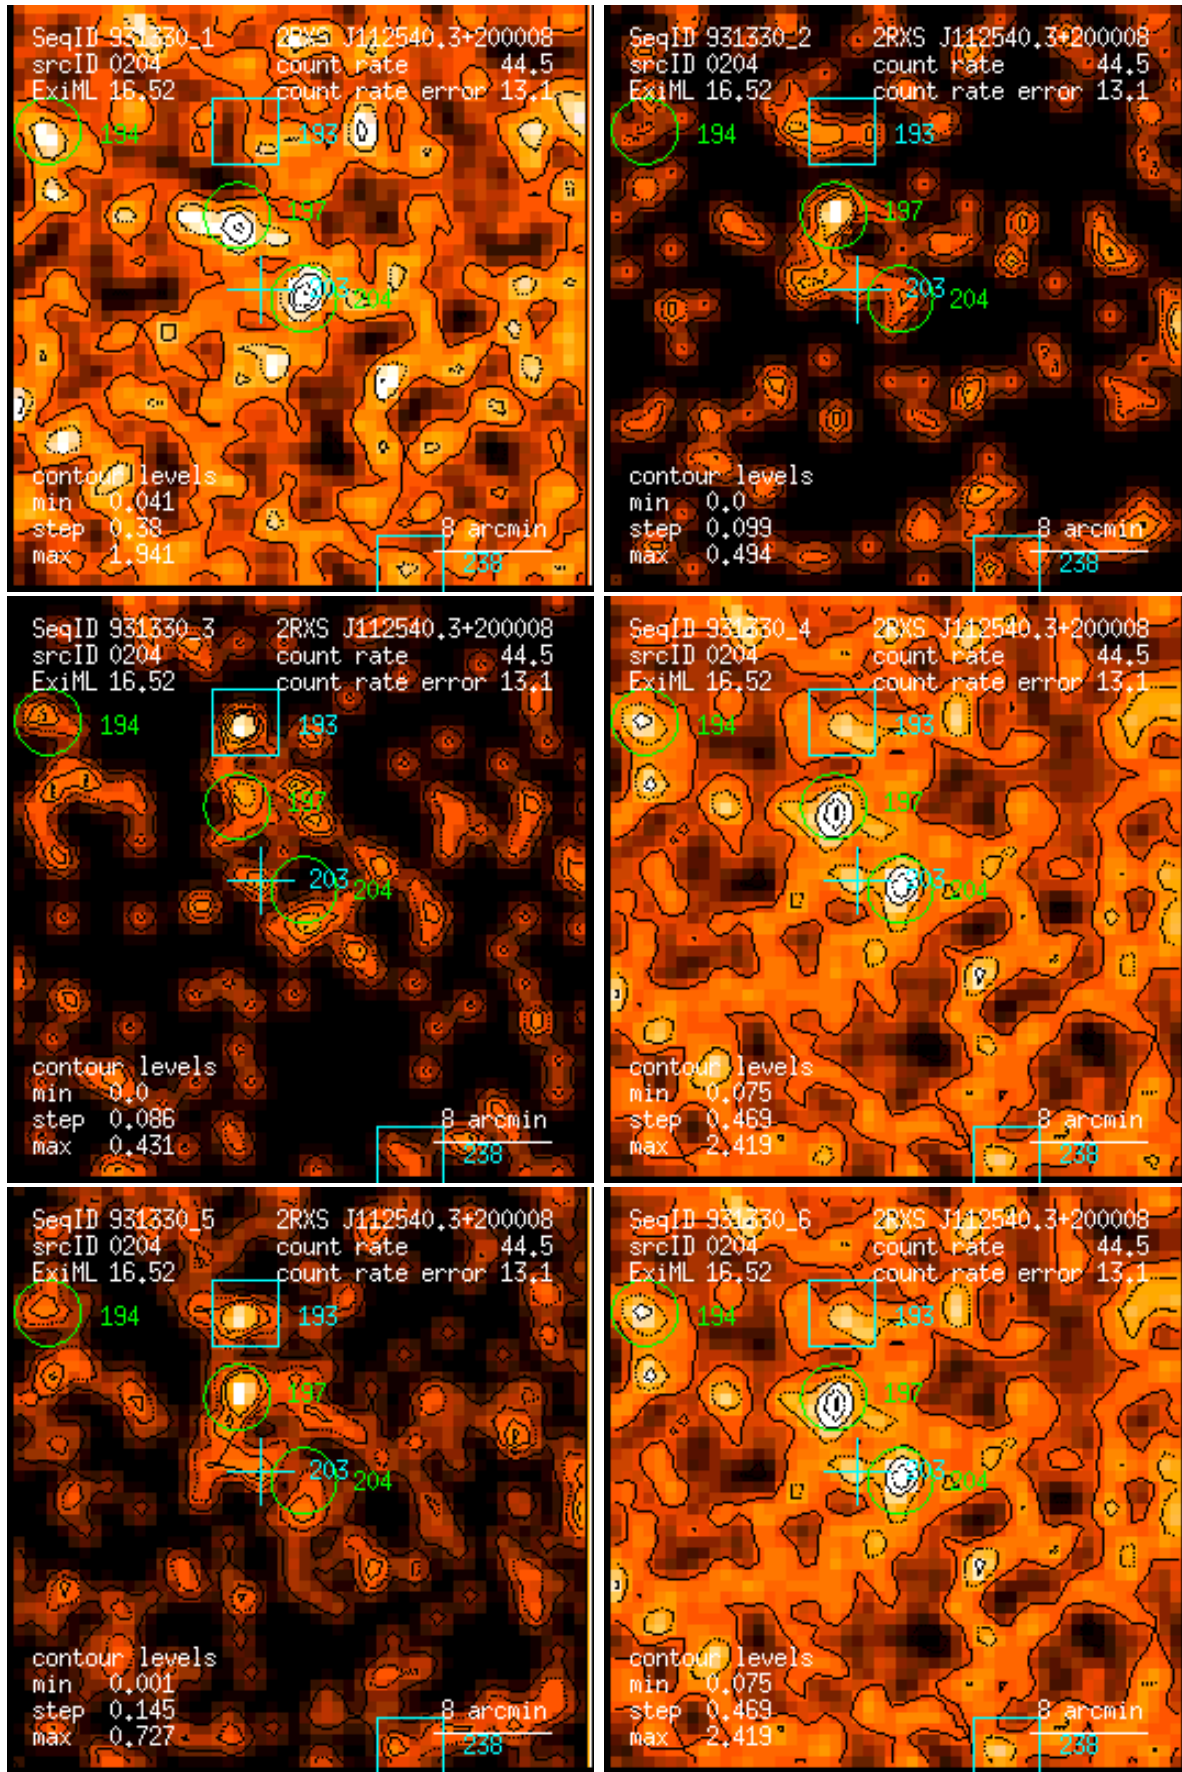 SeqID 931330_1 2RXS J112540.3+200008
srcID 0204 count rate 44.5
ExiML 16.52 count rate error 13.1
194 193
197
203 204
contour levels
min 0.041
step 0.38 8 arcmin
max 1.941 238
SeqID 931330_2 2RXS J112540.3+200008
srcID 0204 count rate 44.5
ExiML 16.52 count rate error 13.1
194 193
197
203 204
contour levels
min 0.0
step 0.099 8 arcmin
max 0.494 238
SeqID 931330_3 2RXS J112540.3+200008
srcID 0204 count rate 44.5
ExiML 16.52 count rate error 13.1
194 193
197
203 204
contour levels
min 0.0
step 0.086 8 arcmin
max 0.431 238
SeqID 931330_4 2RXS J112540.3+200008
srcID 0204 count rate 44.5
ExiML 16.52 count rate error 13.1
194 193
197
203 204
contour levels
min 0.075
step 0.469 8 arcmin
max 2.419 238
SeqID 931330_5 2RXS J112540.3+200008
srcID 0204 count rate 44.5
ExiML 16.52 count rate error 13.1
194 193
197
203 204
contour levels
min 0.001
step 0.145 8 arcmin
max 0.727 238
SeqID 931330_6 2RXS J112540.3+200008
srcID 0204 count rate 44.5
ExiML 16.52 count rate error 13.1
194 193
197
203 204
contour levels
min 0.075
step 0.469 8 arcmin
max 2.419 238